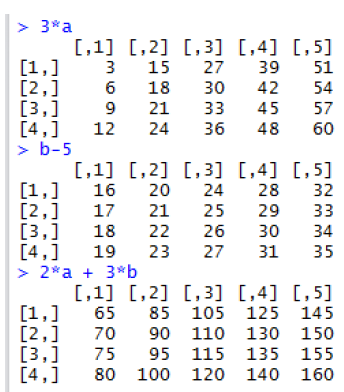 > 3*a
     [,1] [,2] [,3] [,4] [,5]
[1,]    3   15   27   39   51
[2,]    6   18   30   42   54
[3,]    9   21   33   45   57
[4,]   12   24   36   48   60
> b-5
     [,1] [,2] [,3] [,4] [,5]
[1,]   16   20   24   28   32
[2,]   17   21   25   29   33
[3,]   18   22   26   30   34
[4,]   19   23   27   31   35
> 2*a + 3*b
     [,1] [,2] [,3] [,4] [,5]
[1,]   65   85  105  125  145
[2,]   70   90  110  130  150
[3,]   75   95  115  135  155
[4,]   80  100  120  140  160